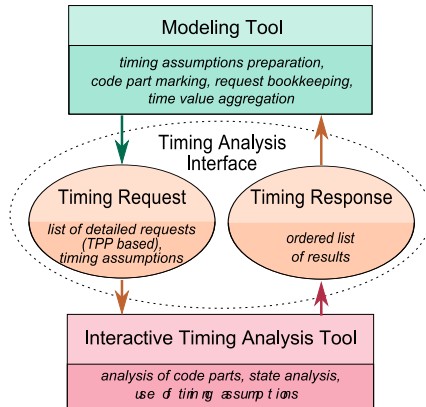 Modeling Tool
timing assumptions preparation,
code part marking, request bookkeeping,
time value aggregation
Timing Analysis
Interface
Timing Request
list of detailed requests
(TPP based),
timing assumptions
Timing Response
ordered list
of results
Interactive Timing Analysis Tool
analysis of code parts, state analysis,
use of timing assumptions